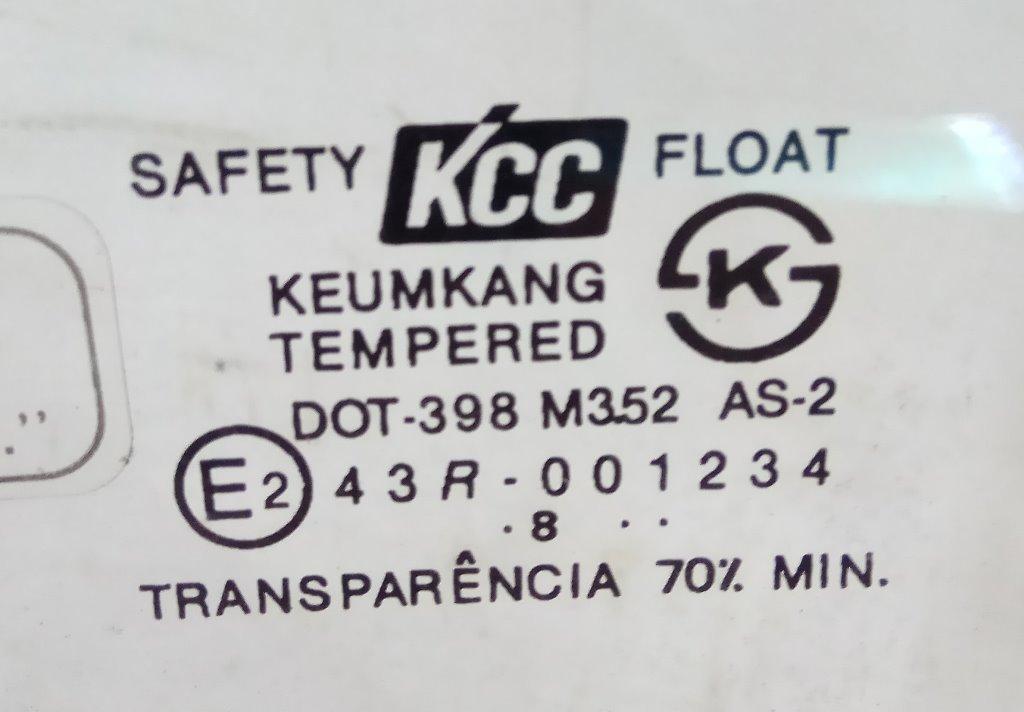 SAFETY KCC FLOAT
KEUMKANG
TEMPERED
K
DOT-398 M352 AS-2
E2 43R-001234
. 8 . .
TRANSPARÊNCIA 70% MIN.
.”